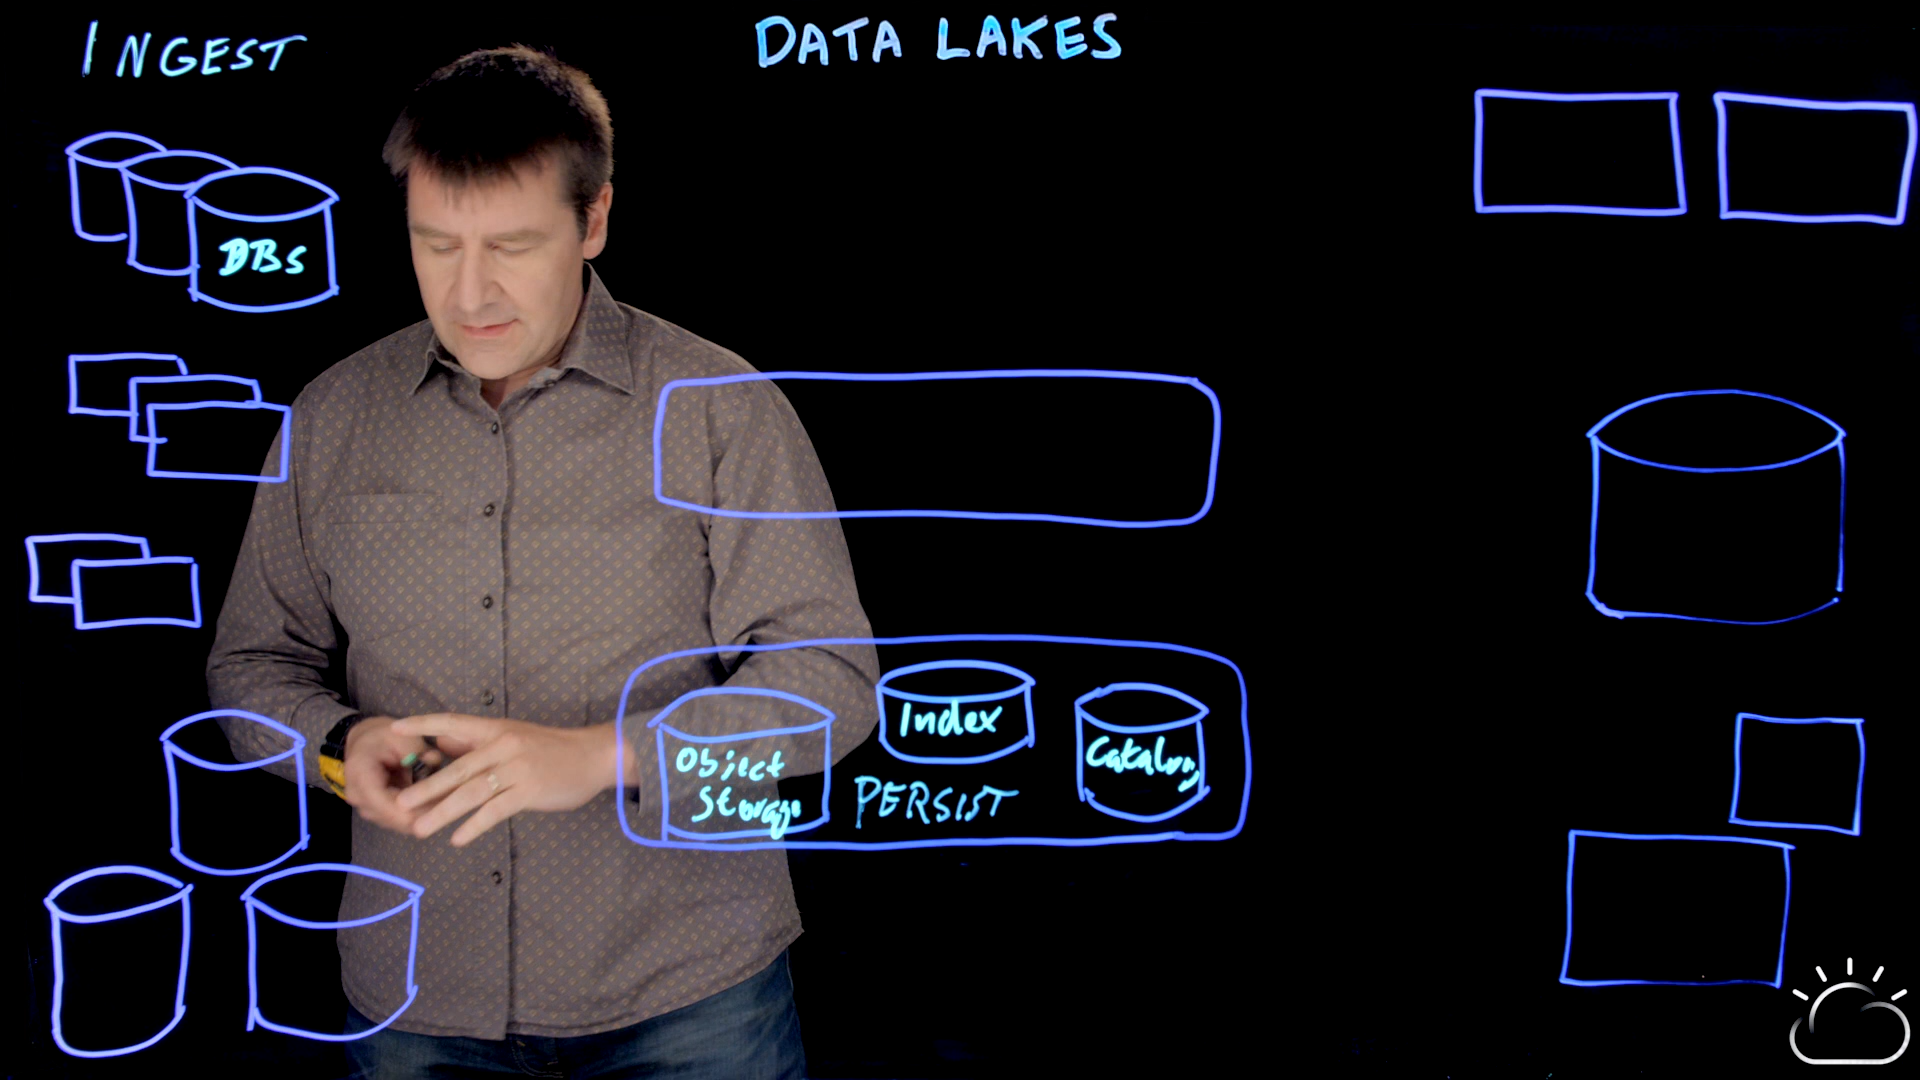 INGEST
DATA LAKES
DBs
Index
Object
Storage
Catalog
PERSIST